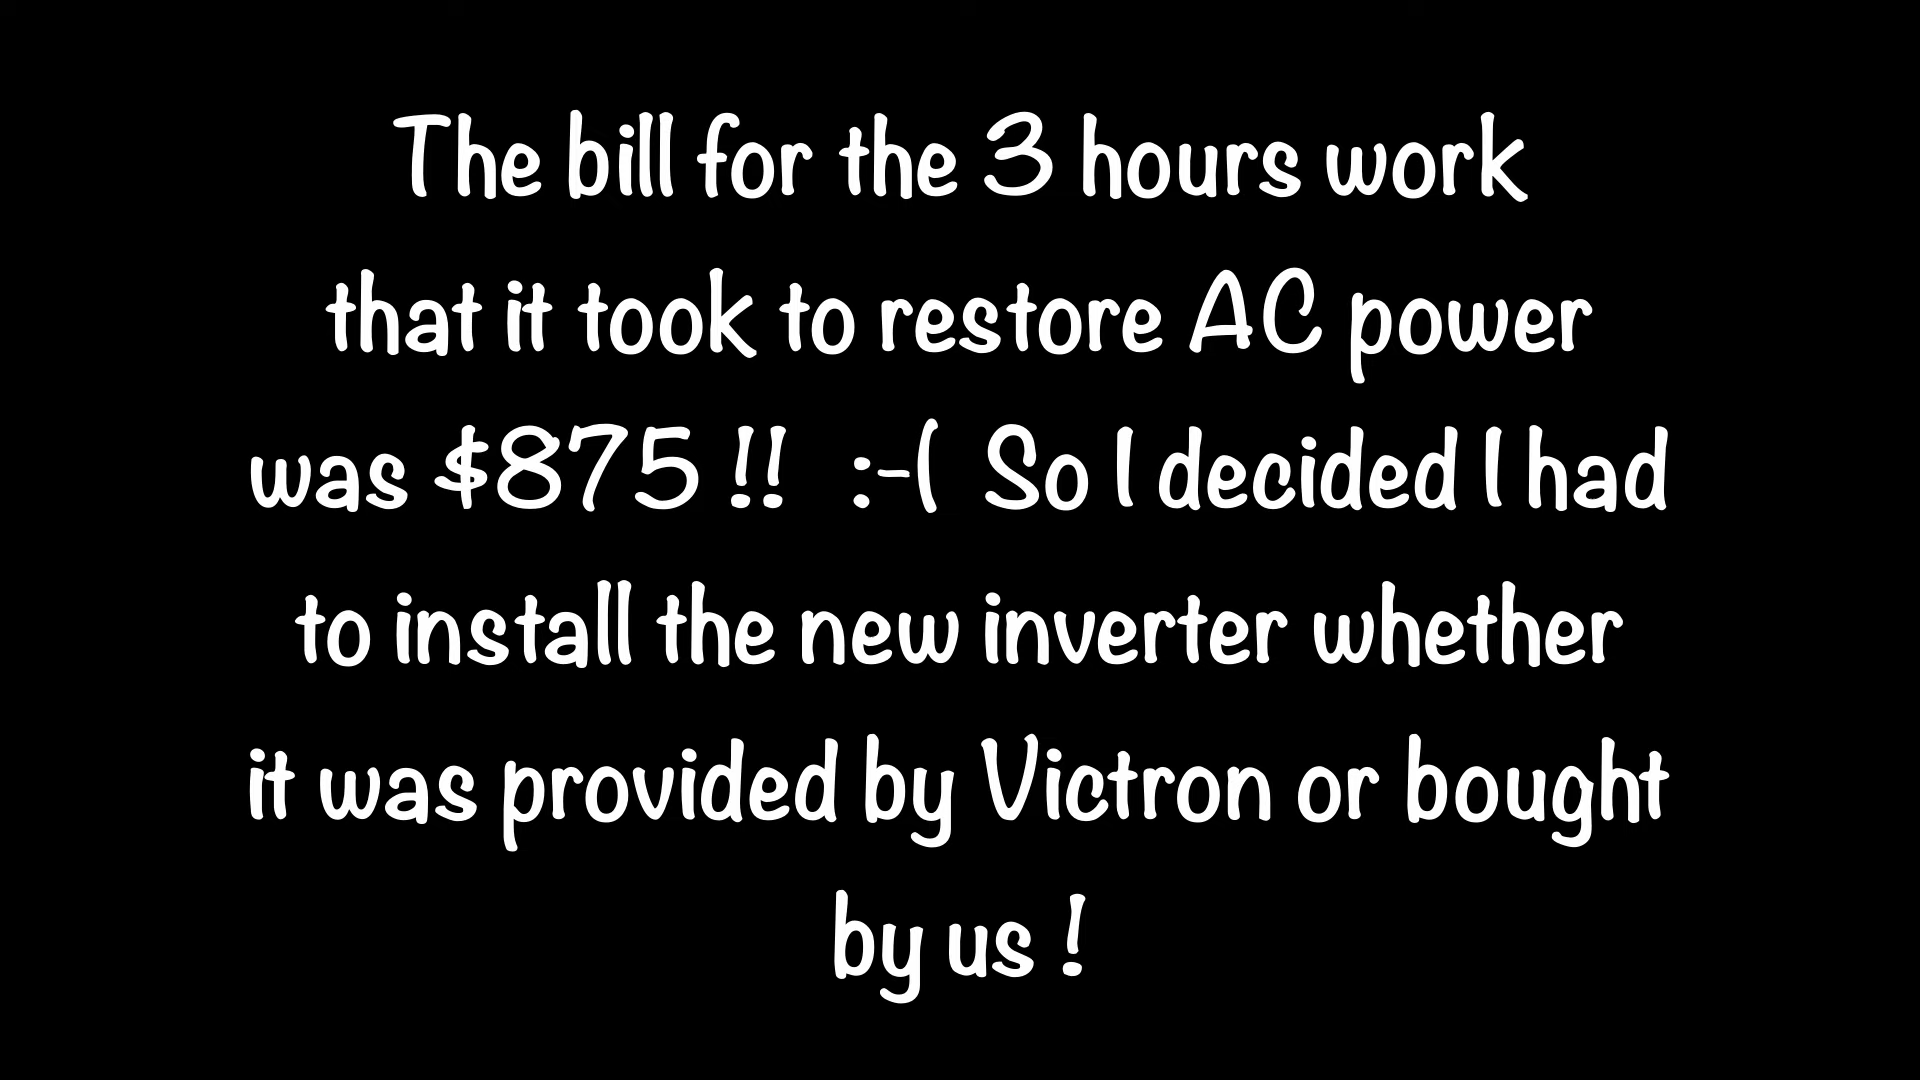 The bill for the 3 hours work
that it took to restore AC power
was $875 !!  :-( So I decided I had
to install the new inverter whether
it was provided by Victron or bought
by us !